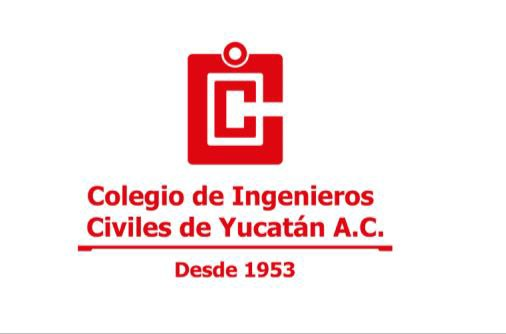 Colegio de Ingenieros
Civiles de Yucatán A.C.
Desde 1953